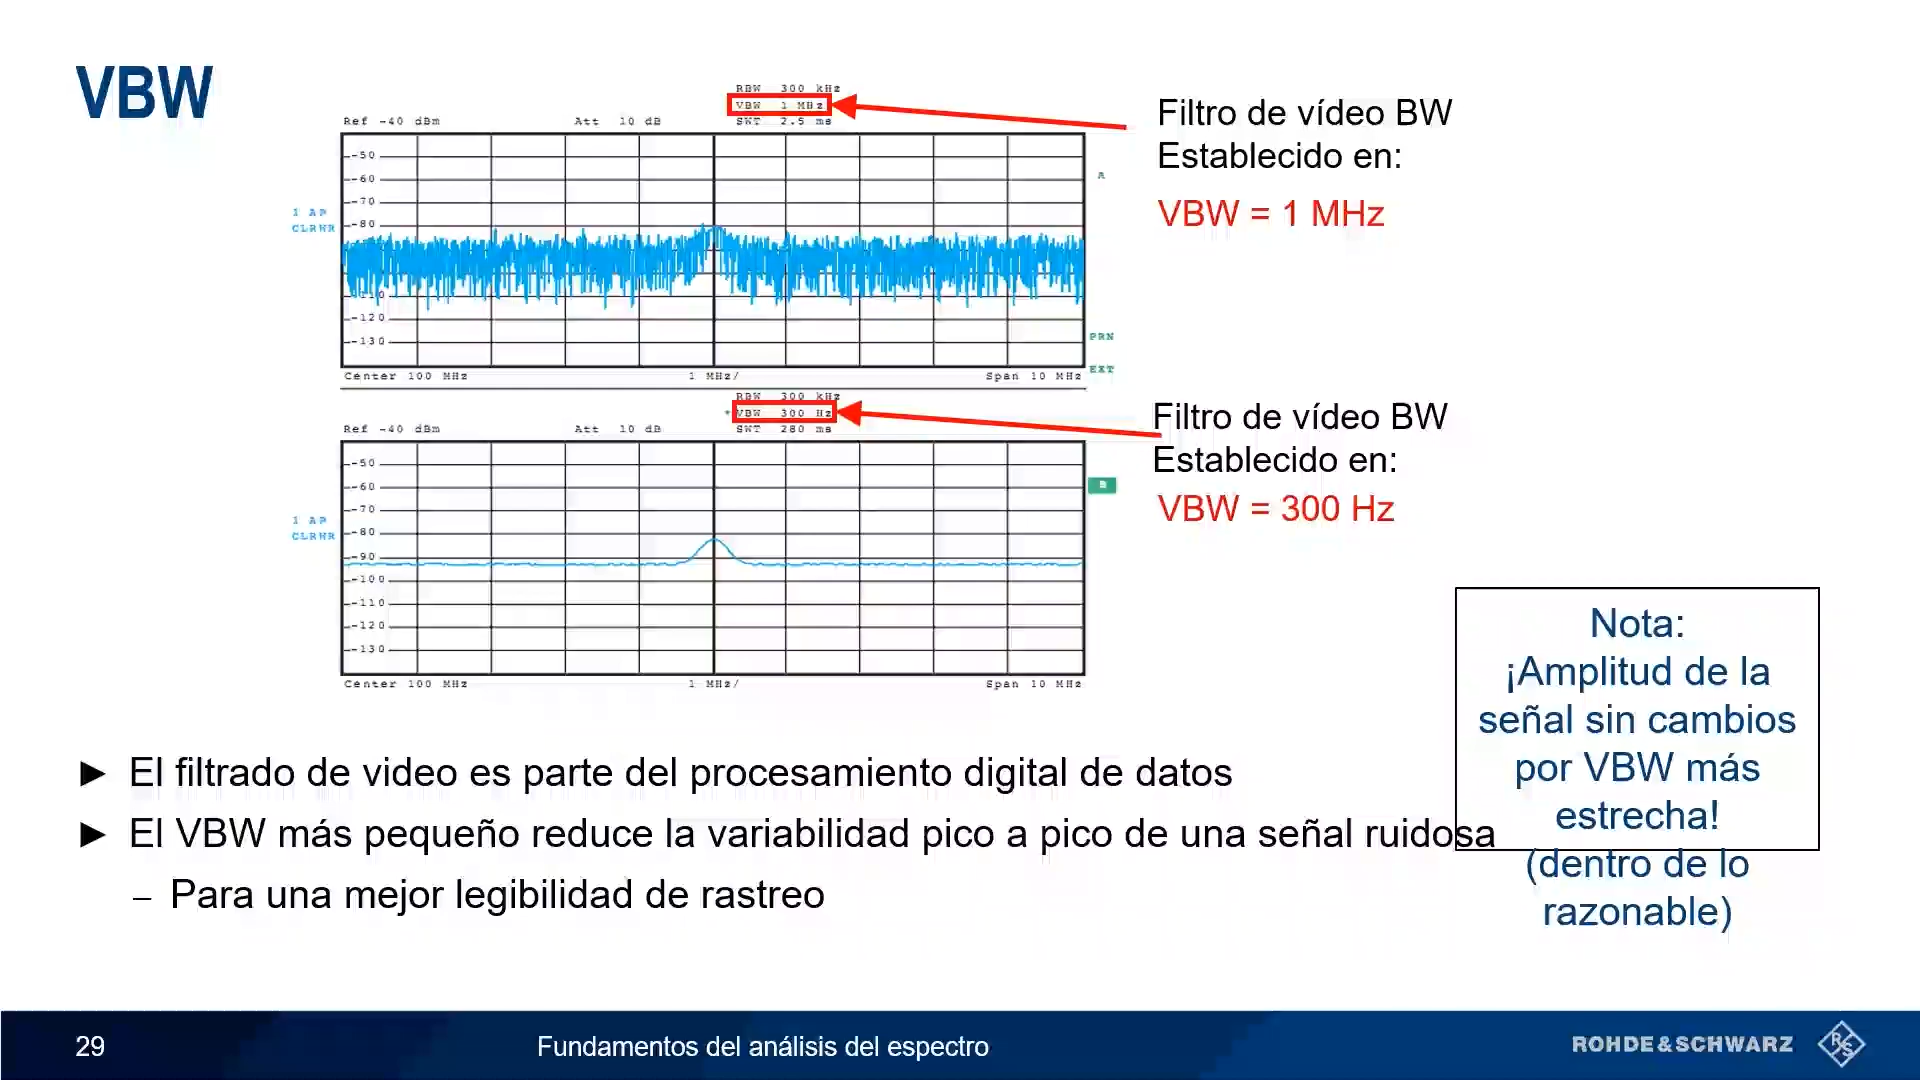 VBW
RBW 300 kHz
VBW 1 MHz
Ref -40 dBm Att 10 dB SWT 2.5 ms
-50
-60
-70
-80
-110
-120
-130
1 AP
CLRWR
A
PRN
EXT
Center 100 MHz 1 MHz/ Span 10 MHz
Filtro de vídeo BW
Establecido en:
VBW = 1 MHz
RBW 300 kHz
* VBW 300 Hz
Ref -40 dBm Att 10 dB SWT 280 ms
-50
-60
-70
-80
-90
-100
-110
-120
-130
1 AP
CLRWR
B
Center 100 MHz 1 MHz/ Span 10 MHz
Filtro de vídeo BW
Establecido en:
VBW = 300 Hz
Nota:
¡Amplitud de la
señal sin cambios
por VBW más
estrecha!
(dentro de lo
razonable)
► El filtrado de video es parte del procesamiento digital de datos
► El VBW más pequeño reduce la variabilidad pico a pico de una señal ruidosa
– Para una mejor legibilidad de rastreo
29 Fundamentos del análisis del espectro ROHDE&SCHWARZ
R&S